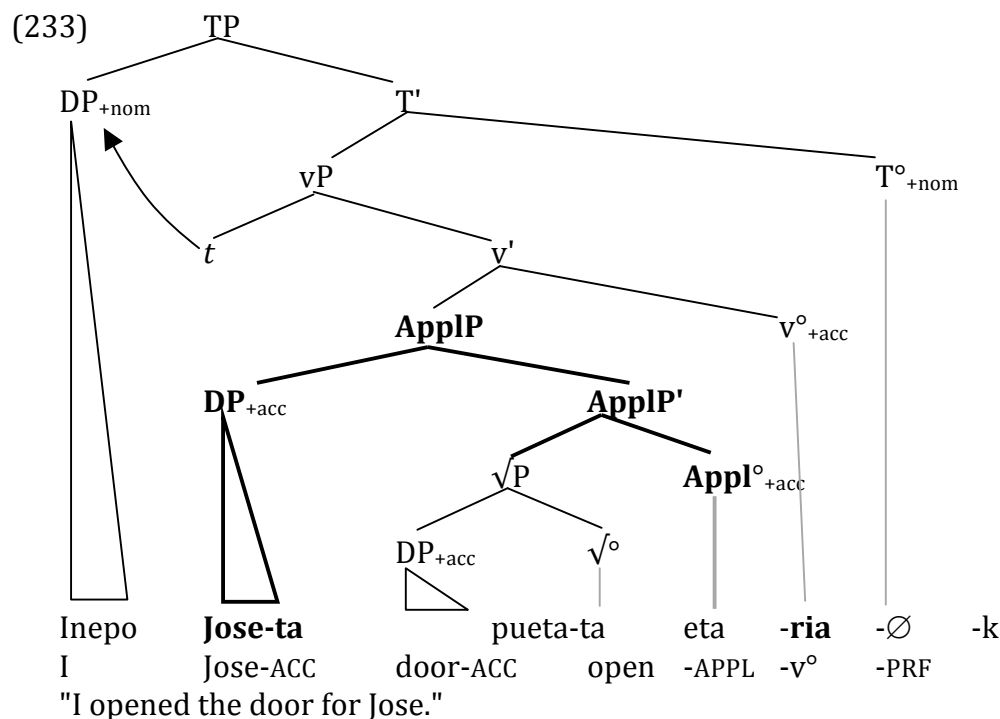 (233) TP
DP+nom T'
vP T°+nom
t v'
ApplP v°+acc
DP+acc ApplP'
√P Appl°+acc
DP+acc √°
Inepo Jose-ta pueta-ta eta -ria -∅ -k
I Jose-ACC door-ACC open -APPL -v° -PRF
"I opened the door for Jose."